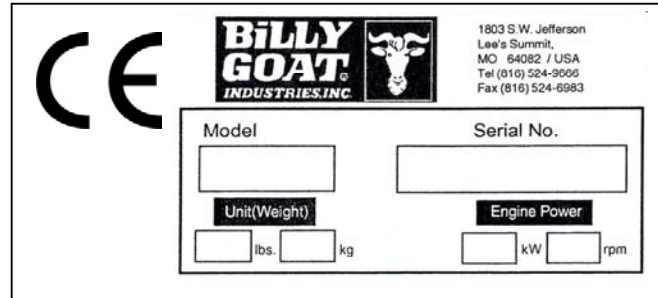 CE
BiLLY
GOAT®
INDUSTRIES,INC.
1803 S.W. Jefferson
Lee's Summit,
MO 64082 / USA
Tel (816) 524-9666
Fax (816) 524-6983
Model Serial No.
Unit(Weight) Engine Power
lbs. kg kW rpm